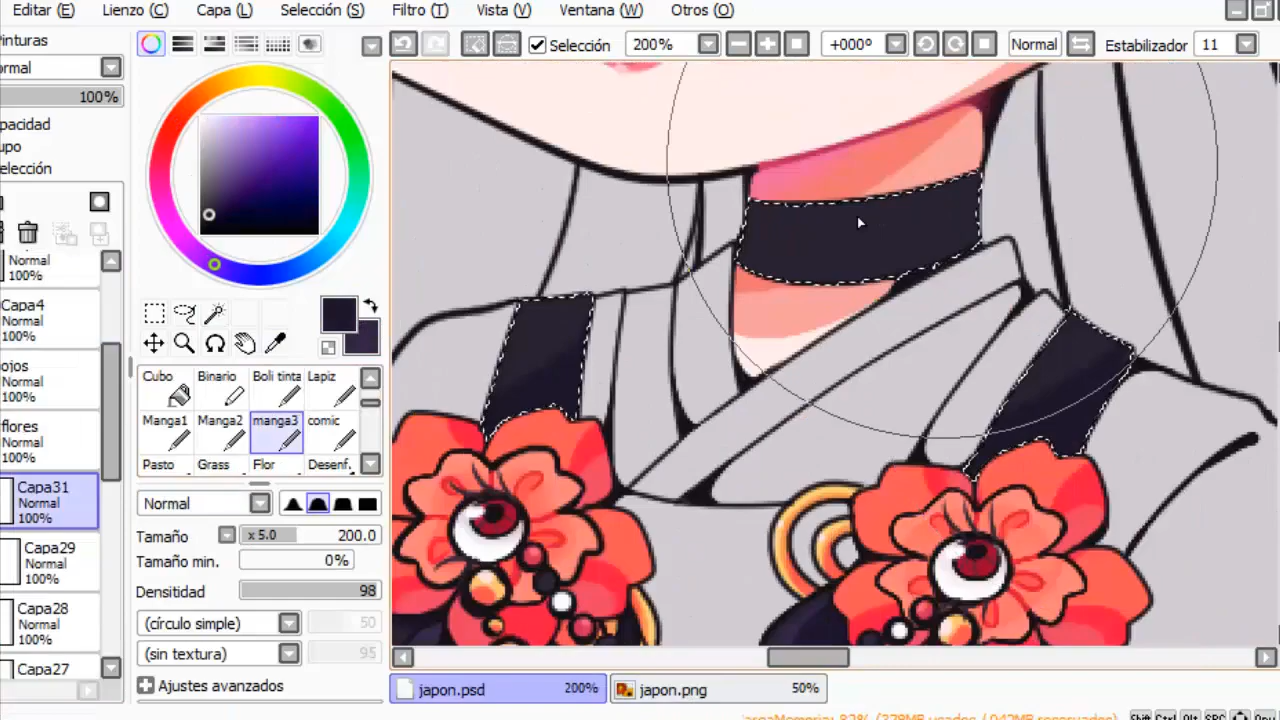 Editar (E) Lienzo (C) Capa (L) Selección (S) Filtro (T) Vista (V) Ventana (W) Otros (O)
Pinturas
Selección 200% +000º Normal Estabilizador 11
ormal
100%
pacidad
upo
elección
Normal
100%
Capa4
Normal
100%
ojos
Normal
100%
flores
Normal
100%
Capa31
Normal
100%
Capa29
Normal
100%
Capa28
Normal
100%
Capa27
Cubo Binario Boli tinta Lapiz
Manga1 Manga2 manga3 comic
Pasto Grass Flor Desenf.
Normal
Tamaño x 5.0 200.0
Tamaño min. 0%
Densitidad 98
(círculo simple) 50
(sin textura) 95
Ajustes avanzados
japon.psd 200% japon.png 50%